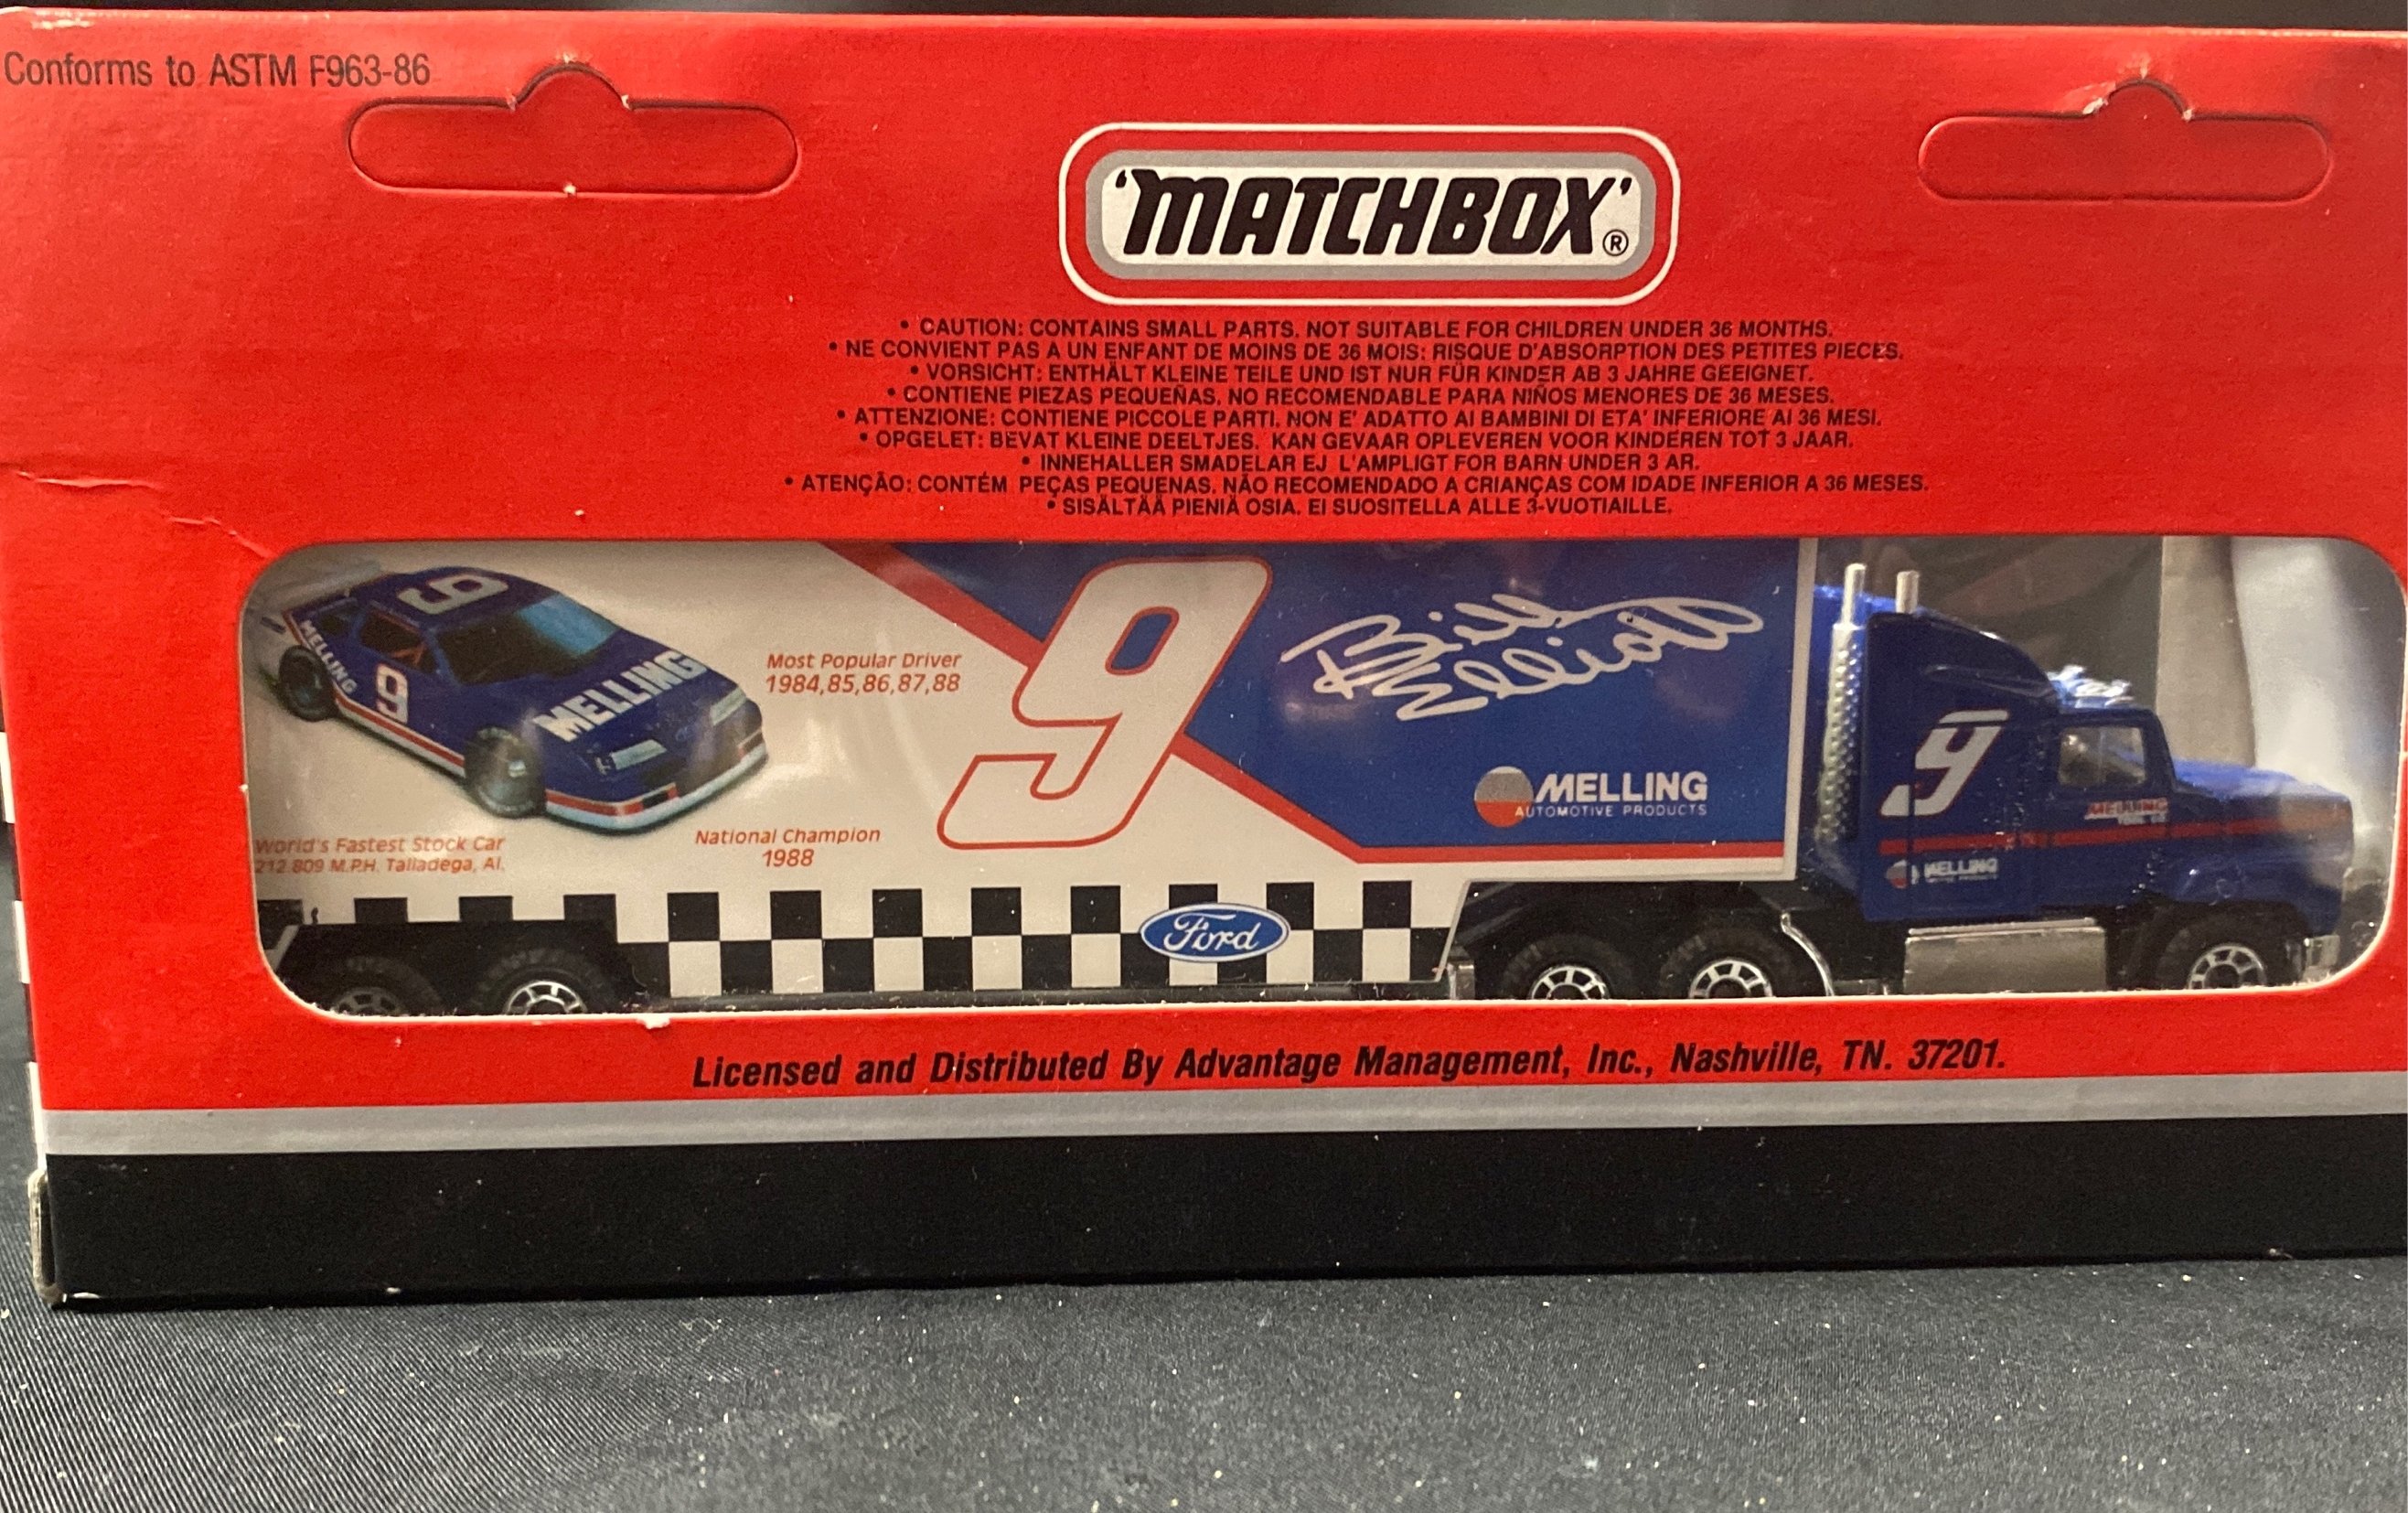 Conforms to ASTM F963-86
'MATCHBOX'®
• CAUTION: CONTAINS SMALL PARTS. NOT SUITABLE FOR CHILDREN UNDER 36 MONTHS.
• NE CONVIENT PAS A UN ENFANT DE MOINS DE 36 MOIS: RISQUE D'ABSORPTION DES PETITES PIECES.
• VORSICHT: ENTHÄLT KLEINE TEILE UND IST NUR FÜR KINDER AB 3 JAHRE GEEIGNET.
• CONTIENE PIEZAS PEQUEÑAS. NO RECOMENDABLE PARA NIÑOS MENORES DE 36 MESES.
• ATTENZIONE: CONTIENE PICCOLE PARTI. NON E' ADATTO AI BAMBINI DI ETA' INFERIORE AI 36 MESI.
• OPGELET: BEVAT KLEINE DEELTJES. KAN GEVAAR OPLEVEREN VOOR KINDEREN TOT 3 JAAR.
• INNEHALLER SMADELAR EJ L'AMPLIGT FOR BARN UNDER 3 AR.
• ATENÇÃO: CONTÉM PEÇAS PEQUENAS. NÃO RECOMENDADO A CRIANÇAS COM IDADE INFERIOR A 36 MESES.
• SISÄLTÄÄ PIENIÄ OSIA. EI SUOSITELLA ALLE 3-VUOTIAILLE.
9
MELLING
9
MELLING
Most Popular Driver
1984,85,86,87,88
World's Fastest Stock Car
212.809 M.P.H. Talladega, Al.
National Champion
1988
9
Bill
Elliott
MELLING
AUTOMOTIVE PRODUCTS
Ford
9
MELLING
MELLING
Licensed and Distributed By Advantage Management, Inc., Nashville, TN. 37201.